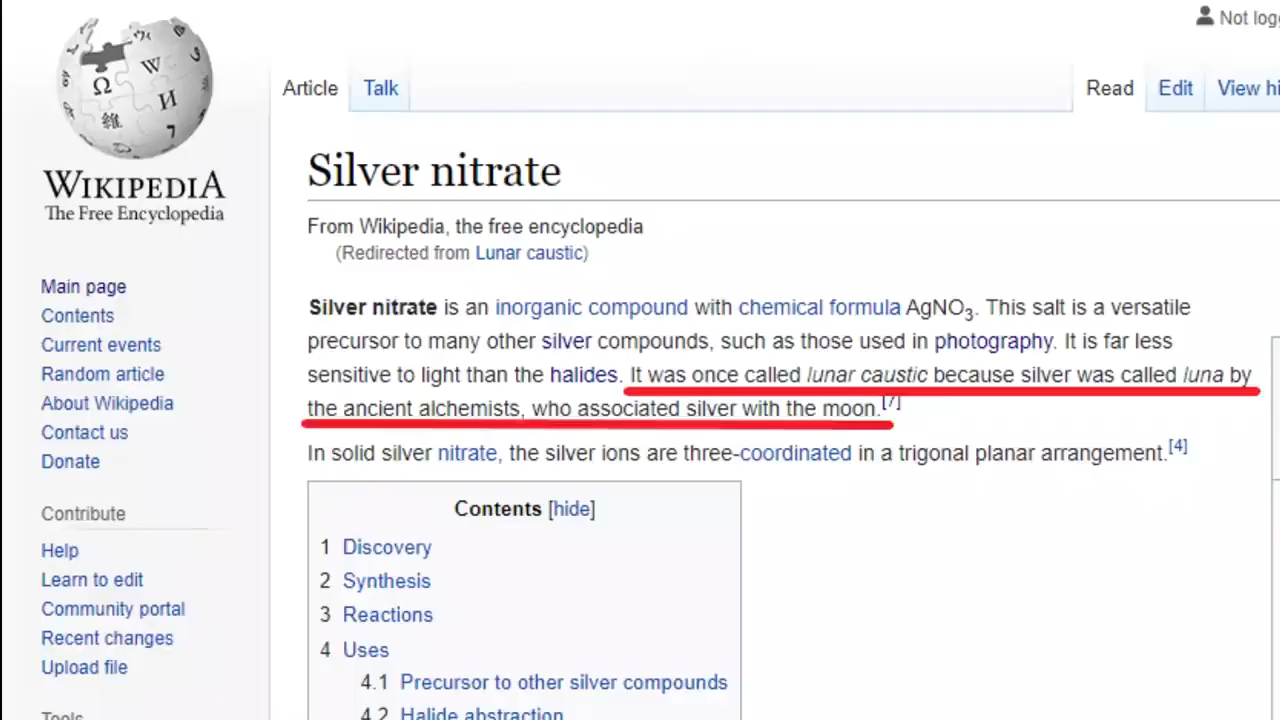 Not log
Article
Talk
Read
Edit
View hi
WIKIPEDIA
The Free Encyclopedia
Main page
Contents
Current events
Random article
About Wikipedia
Contact us
Donate
Contribute
Help
Learn to edit
Community portal
Recent changes
Upload file
Tools
Silver nitrate
From Wikipedia, the free encyclopedia
(Redirected from Lunar caustic)
Silver nitrate is an inorganic compound with chemical formula AgNO₃. This salt is a versatile
precursor to many other silver compounds, such as those used in photography. It is far less
sensitive to light than the halides. It was once called lunar caustic because silver was called luna by
the ancient alchemists, who associated silver with the moon.[7]
In solid silver nitrate, the silver ions are three-coordinated in a trigonal planar arrangement.[4]
Contents [hide]
1 Discovery
2 Synthesis
3 Reactions
4 Uses
4.1 Precursor to other silver compounds
4.2 Halide abstraction